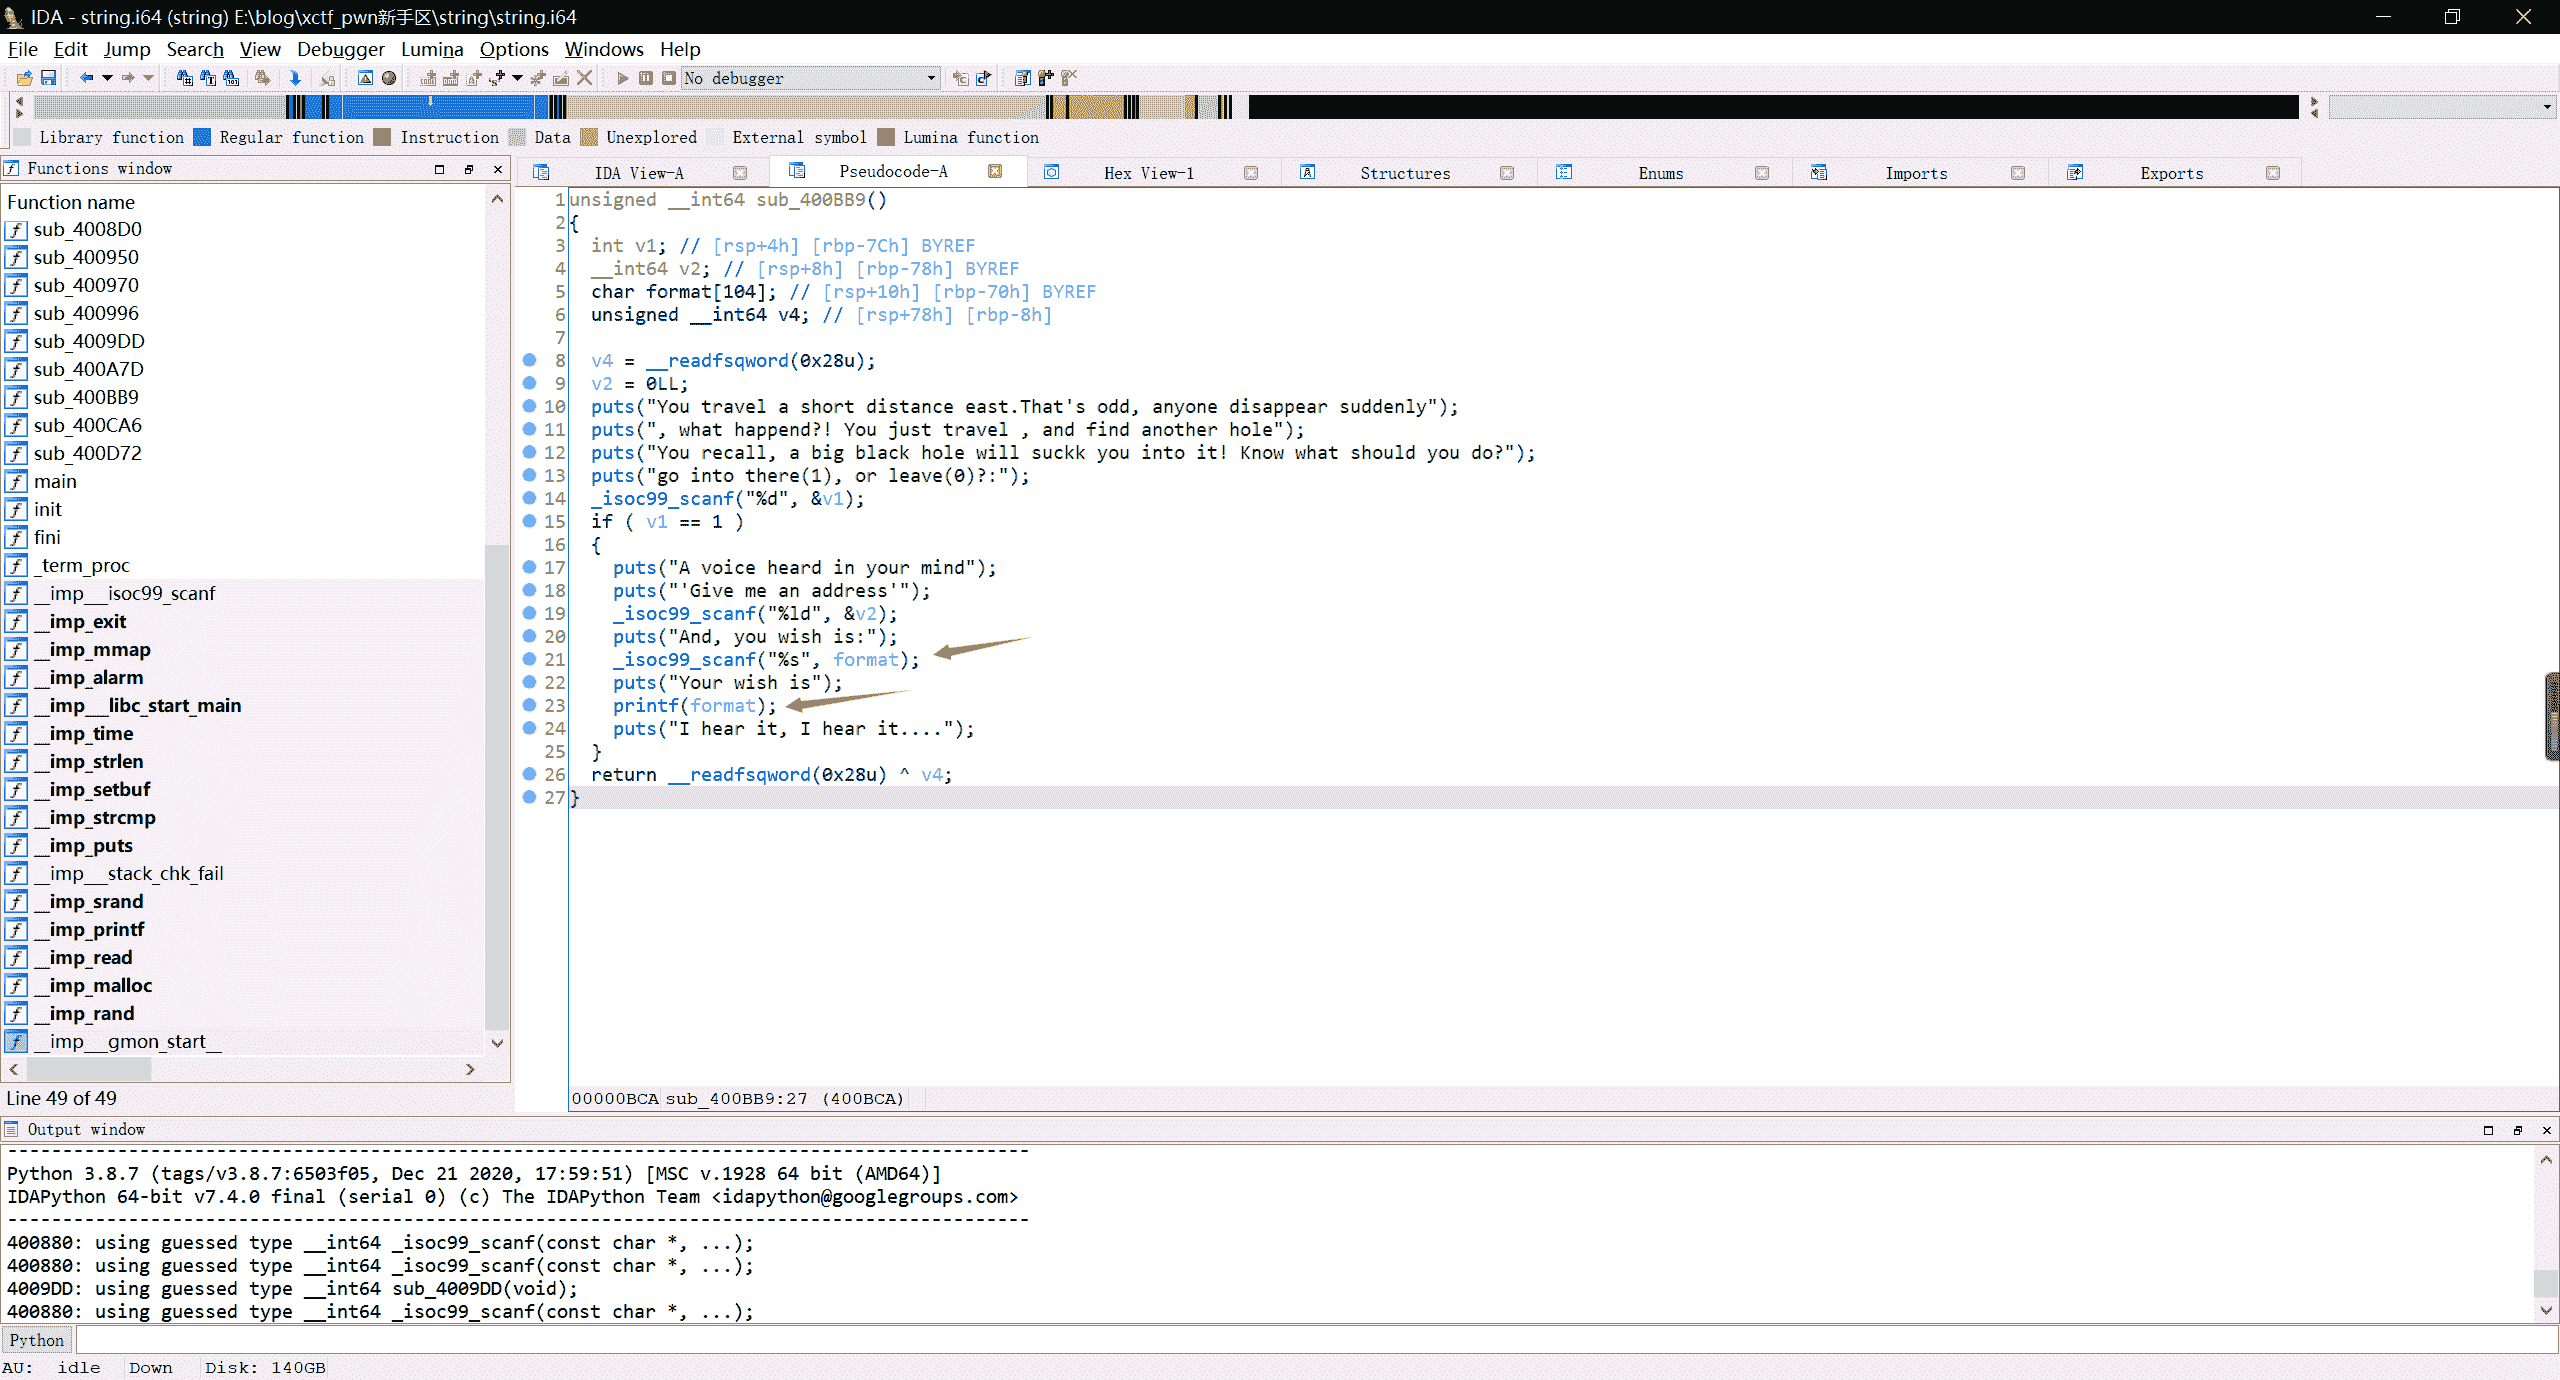 IDA - string.i64 (string) E:\blog\xctf_pwn新手区\string\string.i64
File Edit Jump Search View Debugger Lumina Options Windows Help
No debugger
Library function Regular function Instruction Data Unexplored External symbol Lumina function
Functions window
IDA View-A Pseudocode-A Hex View-1 Structures Enums Imports Exports
Function name
sub_4008D0
sub_400950
sub_400970
sub_400996
sub_4009DD
sub_400A7D
sub_400BB9
sub_400CA6
sub_400D72
main
init
fini
_term_proc
__imp___isoc99_scanf
__imp_exit
__imp_mmap
__imp_alarm
__imp___libc_start_main
__imp_time
__imp_strlen
__imp_setbuf
__imp_strcmp
__imp_puts
__imp___stack_chk_fail
__imp_srand
__imp_printf
__imp_read
__imp_malloc
__imp_rand
__imp___gmon_start__
Line 49 of 49
1 unsigned __int64 sub_400BB9()
2 {
3 int v1; // [rsp+4h] [rbp-7Ch] BYREF
4 __int64 v2; // [rsp+8h] [rbp-78h] BYREF
5 char format[104]; // [rsp+10h] [rbp-70h] BYREF
6 unsigned __int64 v4; // [rsp+78h] [rbp-8h]
7
8 v4 = __readfsqword(0x28u);
9 v2 = 0LL;
10 puts("You travel a short distance east.That's odd, anyone disappear suddenly");
11 puts(", what happend?! You just travel , and find another hole");
12 puts("You recall, a big black hole will suckk you into it! Know what should you do?");
13 puts("go into there(1), or leave(0)?:");
14 _isoc99_scanf("%d", &v1);
15 if ( v1 == 1 )
16 {
17 puts("A voice heard in your mind");
18 puts("'Give me an address'");
19 _isoc99_scanf("%ld", &v2);
20 puts("And, you wish is:");
21 _isoc99_scanf("%s", format);
22 puts("Your wish is");
23 printf(format);
24 puts("I hear it, I hear it....");
25 }
26 return __readfsqword(0x28u) ^ v4;
27 }
00000BCA sub_400BB9:27 (400BCA)
Output window
---------------------------------------------------------------------------------------------
Python 3.8.7 (tags/v3.8.7:6503f05, Dec 21 2020, 17:59:51) [MSC v.1928 64 bit (AMD64)]
IDAPython 64-bit v7.4.0 final (serial 0) (c) The IDAPython Team <idapython@googlegroups.com>
---------------------------------------------------------------------------------------------
400880: using guessed type __int64 _isoc99_scanf(const char *, ...);
400880: using guessed type __int64 _isoc99_scanf(const char *, ...);
4009DD: using guessed type __int64 sub_4009DD(void);
400880: using guessed type __int64 _isoc99_scanf(const char *, ...);
Python
AU: idle Down Disk: 140GB